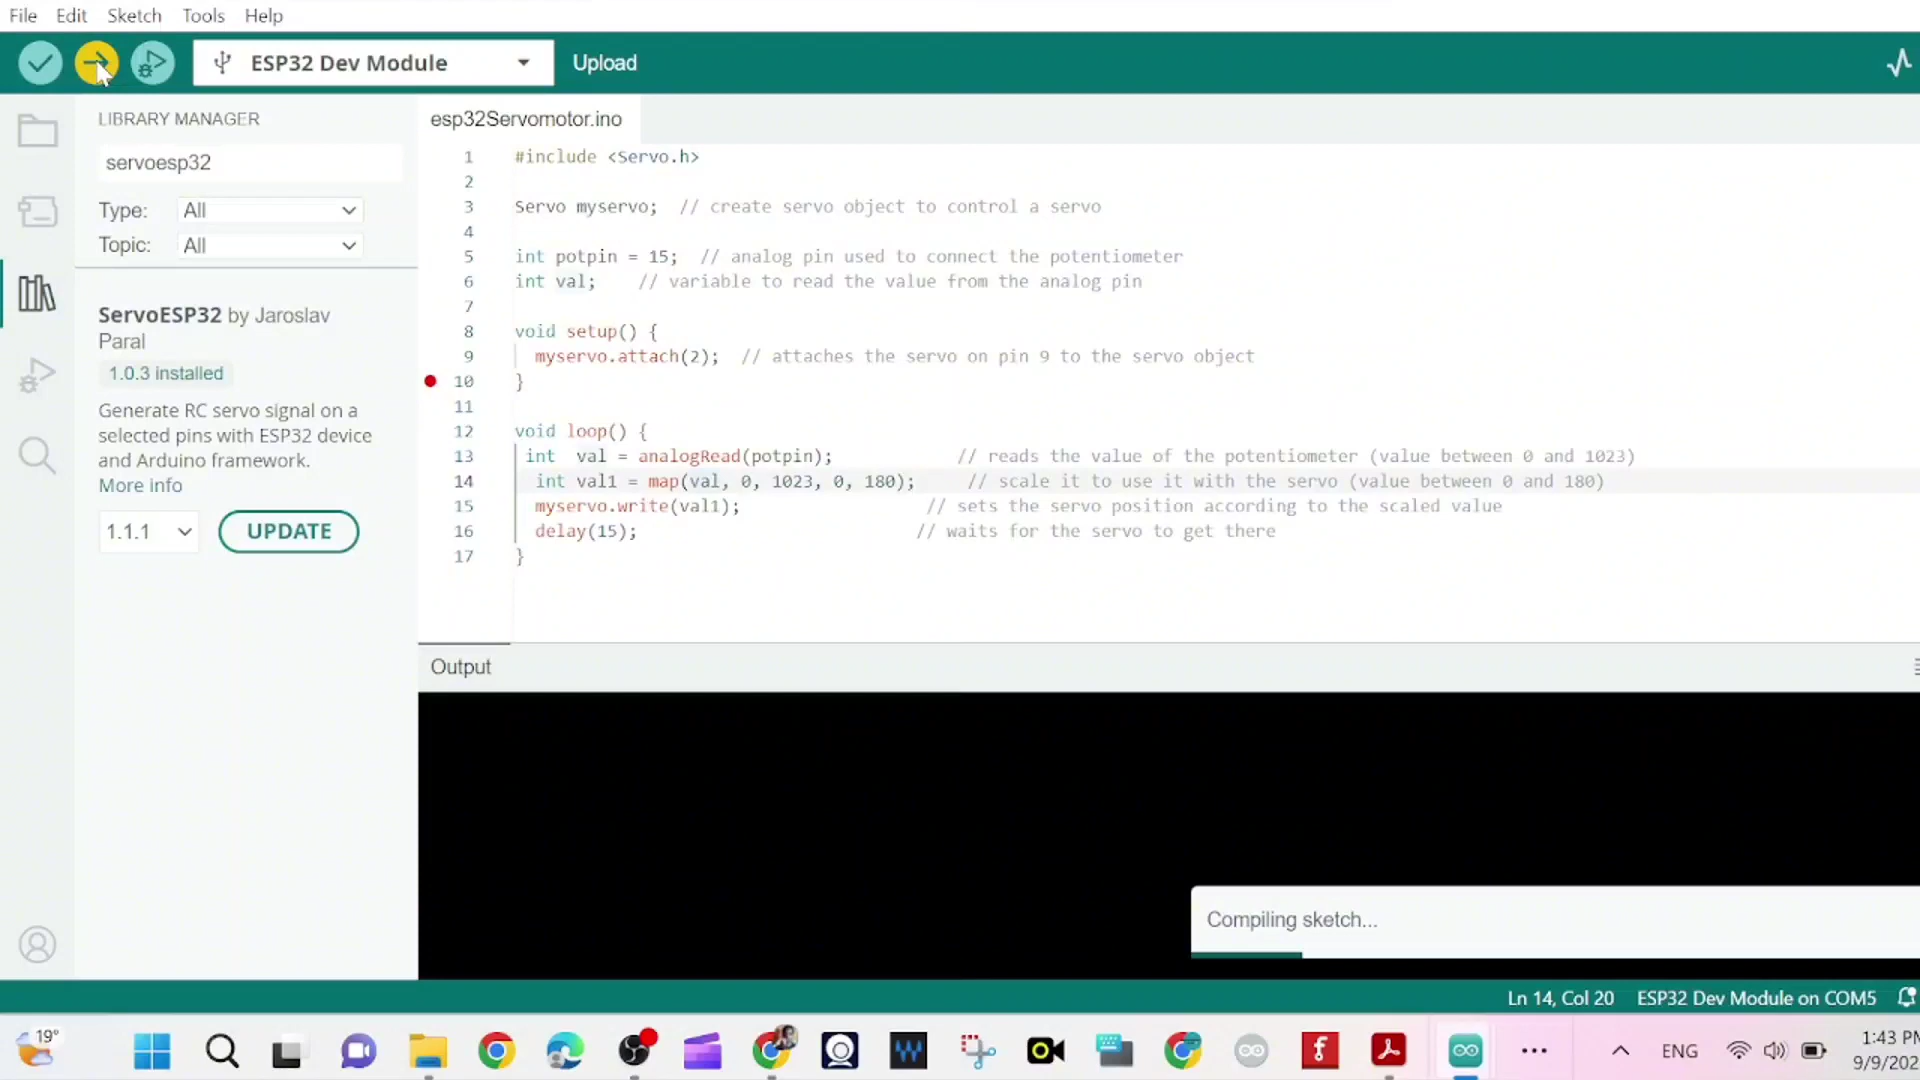 File Edit Sketch Tools Help
ESP32 Dev Module Upload
LIBRARY MANAGER
servoesp32
Type: All
Topic: All
ServoESP32 by Jaroslav
Paral
1.0.3 installed
Generate RC servo signal on a
selected pins with ESP32 device
and Arduino framework.
More info
1.1.1 UPDATE
esp32Servomotor.ino
1 #include <Servo.h>
2
3 Servo myservo; // create servo object to control a servo
4
5 int potpin = 15; // analog pin used to connect the potentiometer
6 int val; // variable to read the value from the analog pin
7
8 void setup() {
9 myservo.attach(2); // attaches the servo on pin 9 to the servo object
10 }
11
12 void loop() {
13 int val = analogRead(potpin); // reads the value of the potentiometer (value between 0 and 1023)
14 int val1 = map(val, 0, 1023, 0, 180); // scale it to use it with the servo (value between 0 and 180)
15 myservo.write(val1); // sets the servo position according to the scaled value
16 delay(15); // waits for the servo to get there
17 }
Output
Compiling sketch...
Ln 14, Col 20 ESP32 Dev Module on COM5
19°
ENG
1:43 PM
9/9/202